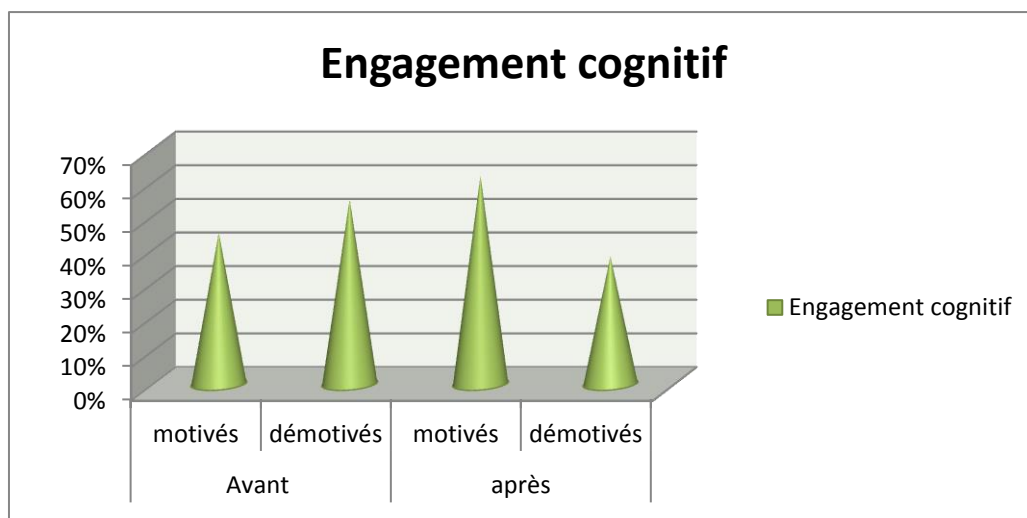 Engagement cognitif
70%
60%
50%
40%
30%
20%
10%
0%
motivés démotivés motivés démotivés
Avant après
Engagement cognitif